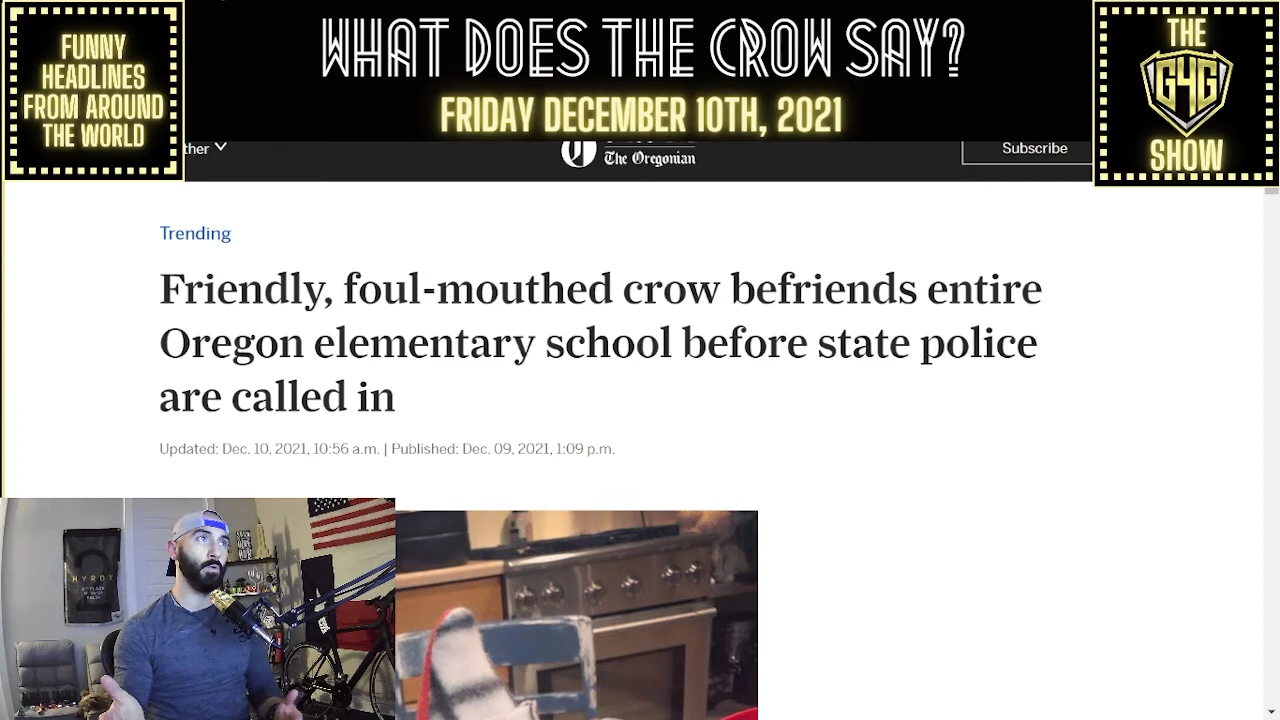 FUNNY
HEADLINES
FROM AROUND
THE WORLD
WHAT DOES THE CROW SAY?
FRIDAY DECEMBER 10TH, 2021
THE
G4G
SHOW
The Oregonian
Subscribe
Trending
Friendly, foul-mouthed crow befriends entire
Oregon elementary school before state police
are called in
Updated: Dec. 10, 2021, 10:56 a.m. | Published: Dec. 09, 2021, 1:09 p.m.
HYROX